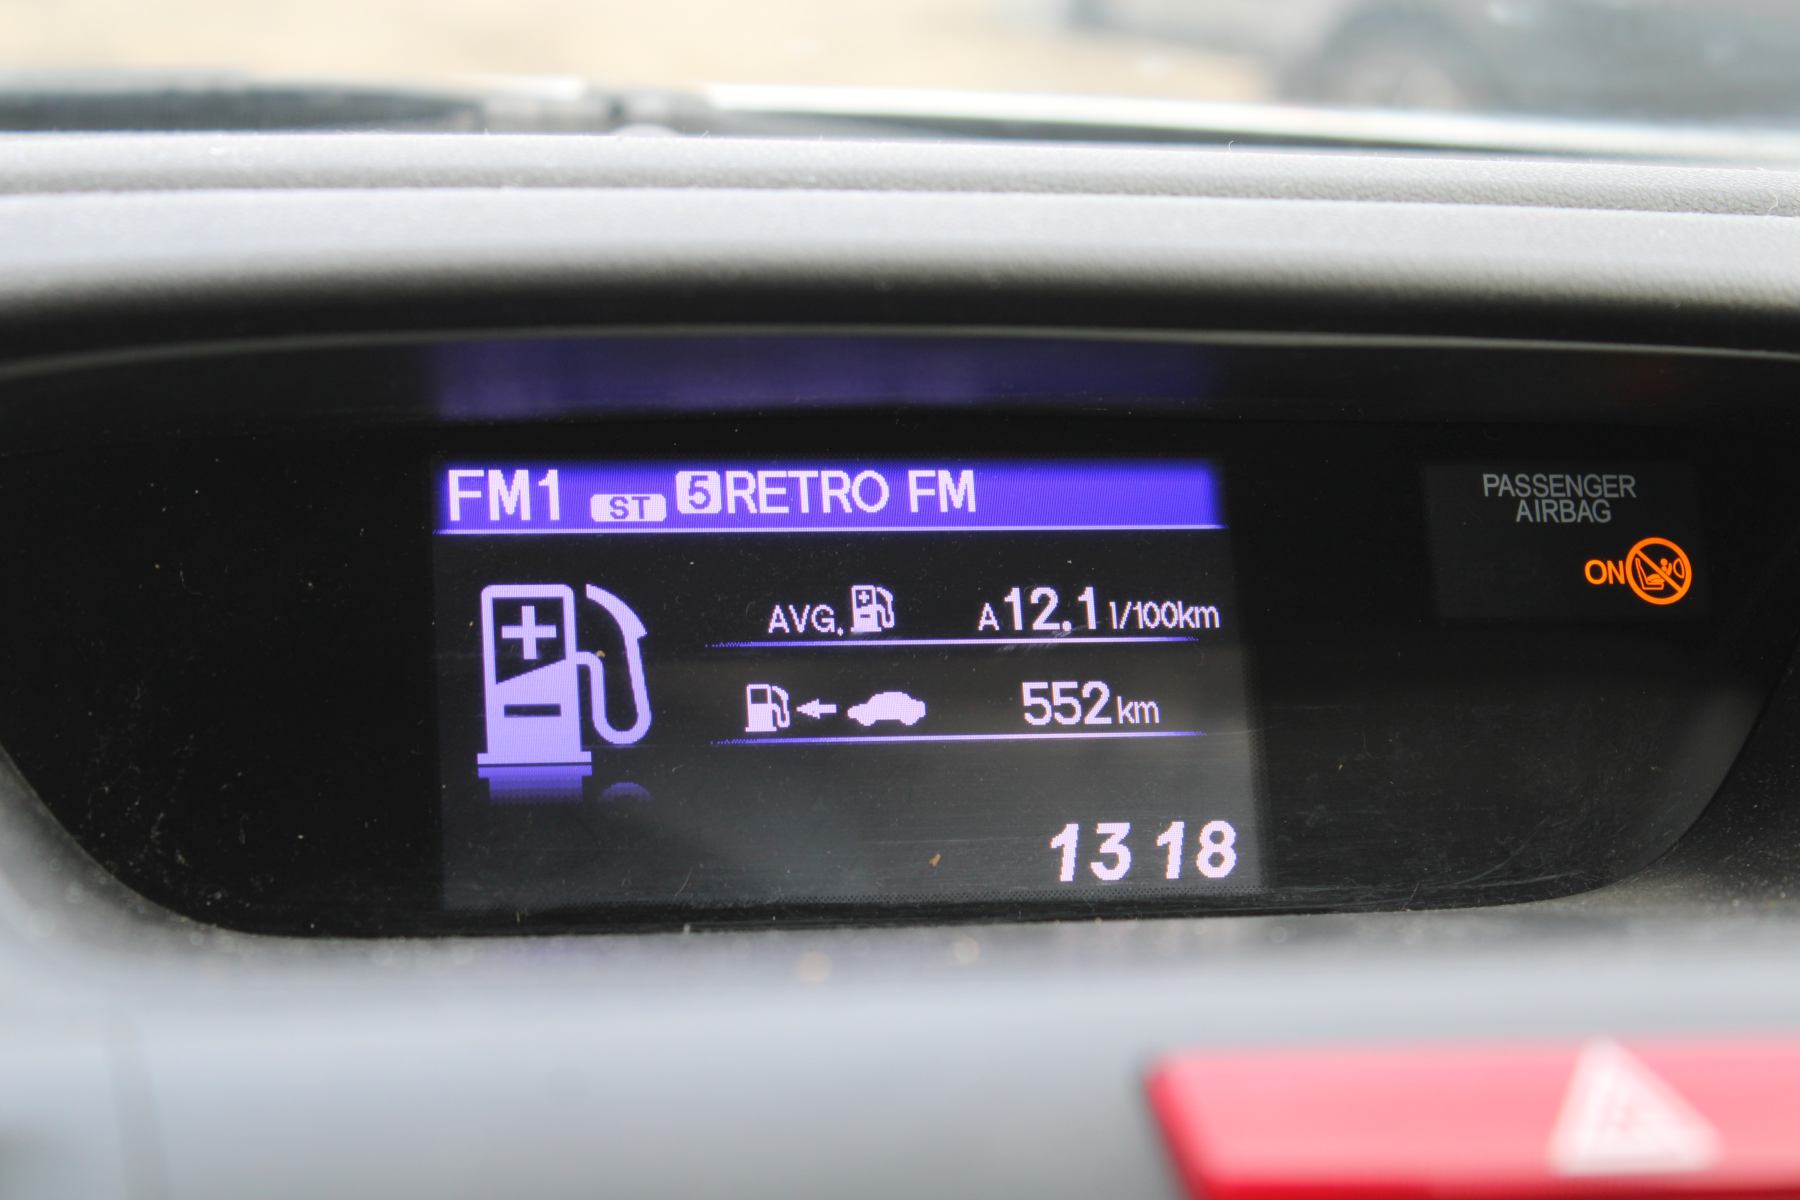 FM1 ST 5 RETRO FM
PASSENGER
AIRBAG
ON
AVG. A 12.1 l/100km
552 km
13 18